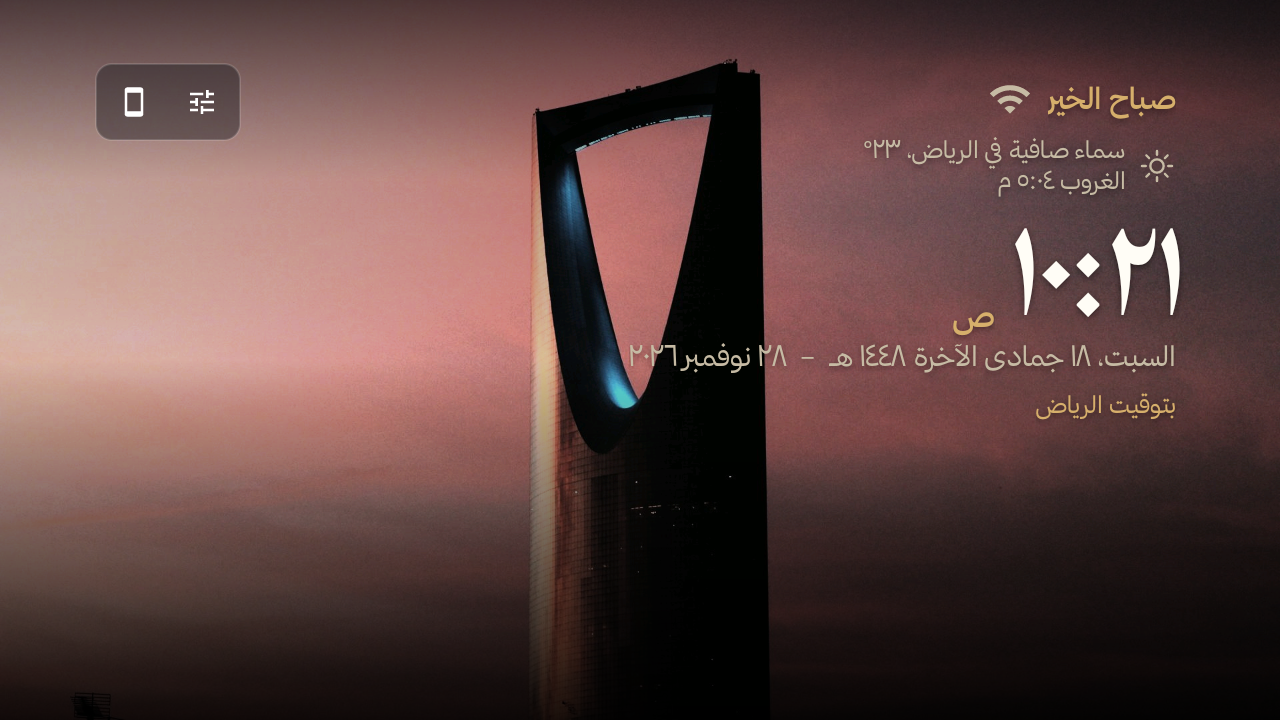 صباح الخير
سماء صافية في الرياض، ٢٣°
الغروب ٥:٠٤ م
١٠:٢١ ص
السبت، ١٨ جمادى الآخرة ١٤٤٨ هـ – ٢٨ نوفمبر ٢٠٢٦
بتوقيت الرياض